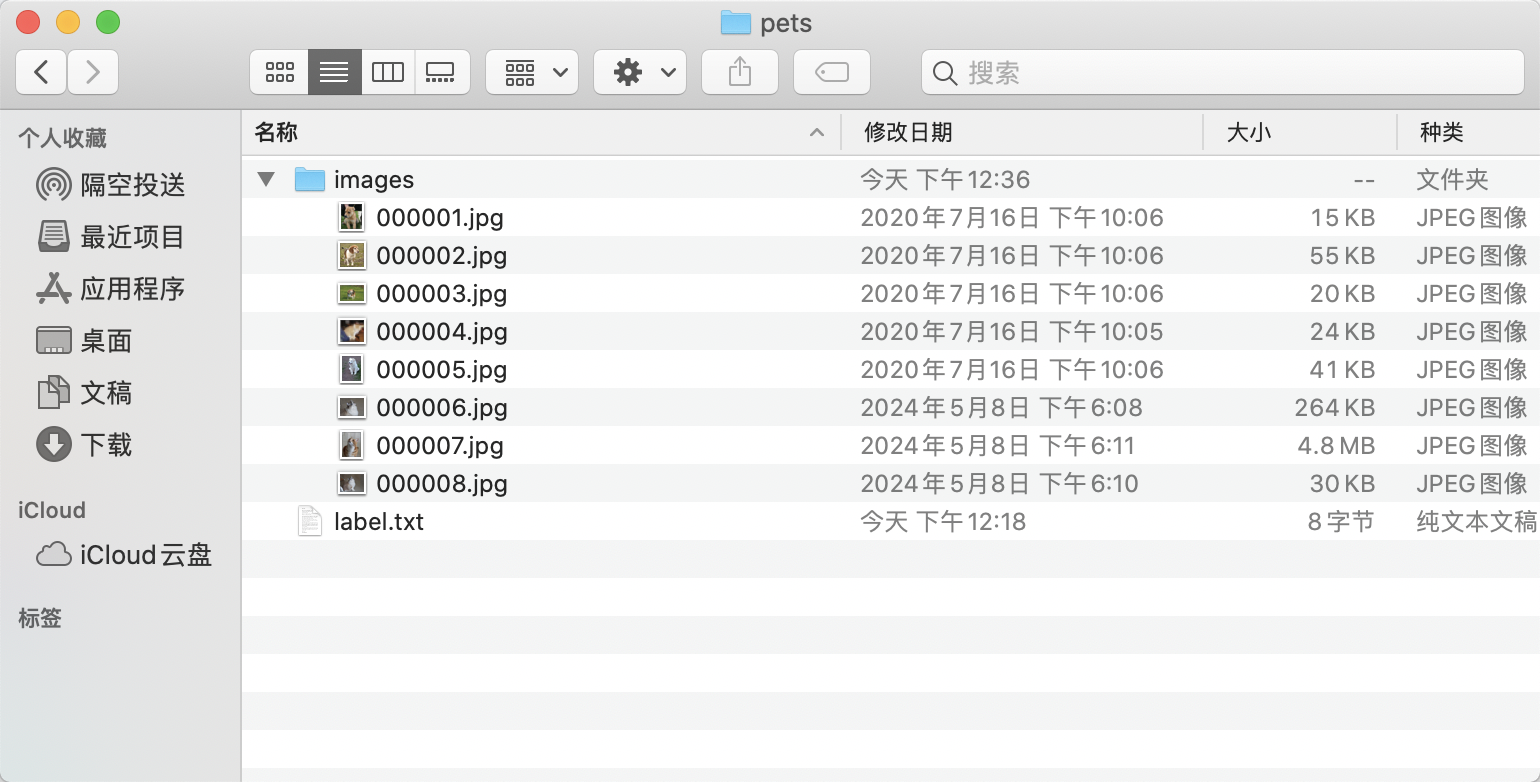 pets
搜索
个人收藏
隔空投送
最近项目
应用程序
桌面
文稿
下载
iCloud
iCloud云盘
标签
名称 修改日期 大小 种类
images 今天 下午12:36 -- 文件夹
000001.jpg 2020年7月16日 下午10:06 15 KB JPEG图像
000002.jpg 2020年7月16日 下午10:06 55 KB JPEG图像
000003.jpg 2020年7月16日 下午10:06 20 KB JPEG图像
000004.jpg 2020年7月16日 下午10:05 24 KB JPEG图像
000005.jpg 2020年7月16日 下午10:06 41 KB JPEG图像
000006.jpg 2024年5月8日 下午6:08 264 KB JPEG图像
000007.jpg 2024年5月8日 下午6:11 4.8 MB JPEG图像
000008.jpg 2024年5月8日 下午6:10 30 KB JPEG图像
label.txt 今天 下午12:18 8 字节 纯文本文稿